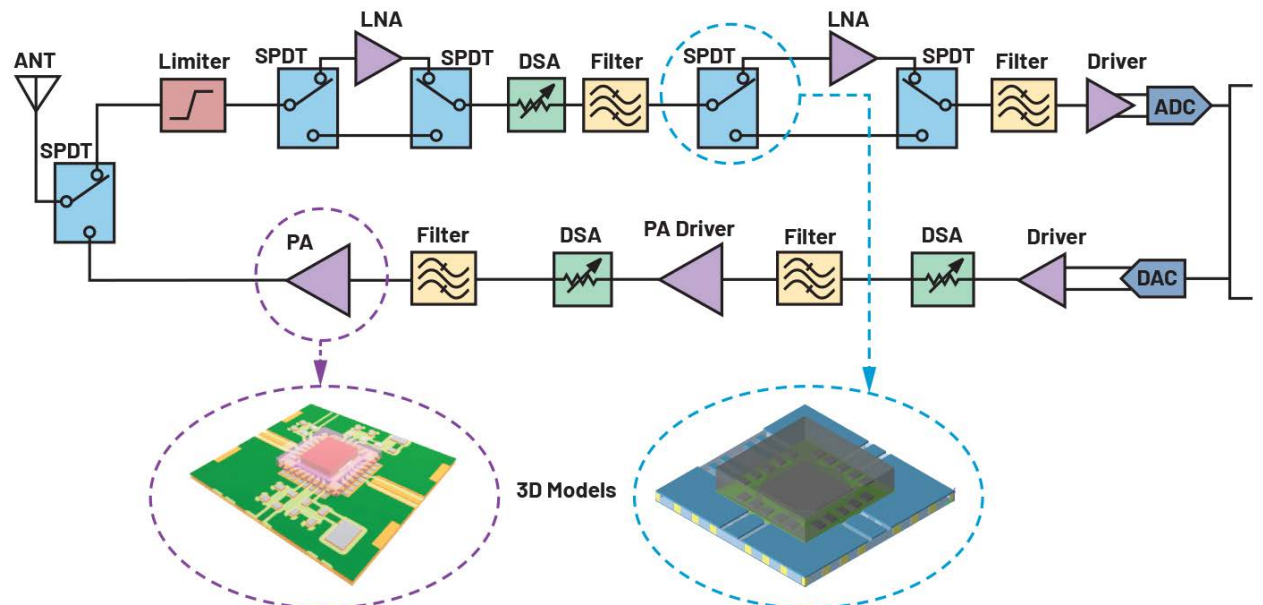 LNA
LNA
ANT
Limiter
SPDT
SPDT
DSA
Filter
SPDT
SPDT
Filter
Driver
ADC
SPDT
PA
Filter
DSA
PA Driver
Filter
DSA
Driver
DAC
3D Models